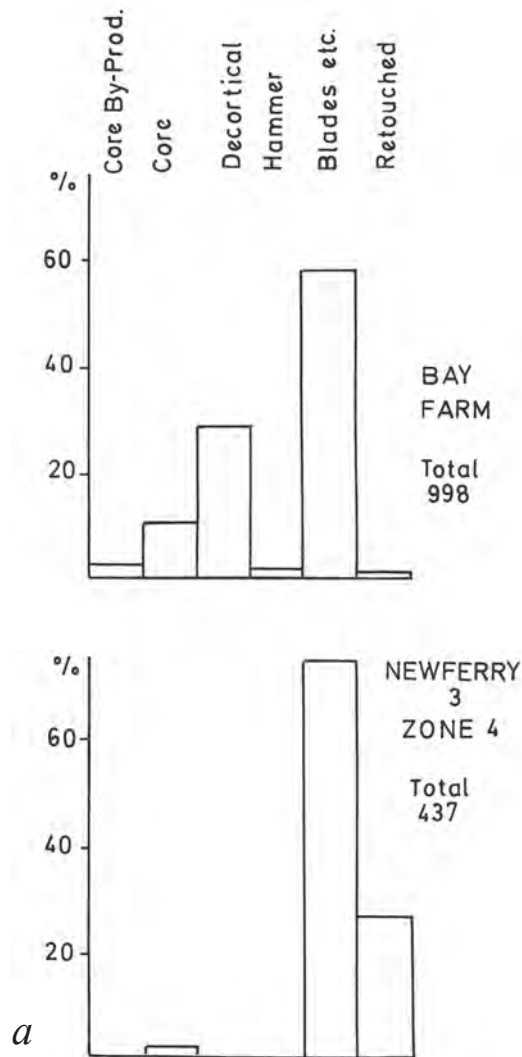 Core By-Prod.
Core
Decortical
Hammer
Blades etc.
Retouched
%
60
40
20
BAY
FARM
Total
998
%
60
40
20
NEWFERRY
3
ZONE 4
Total
437
a